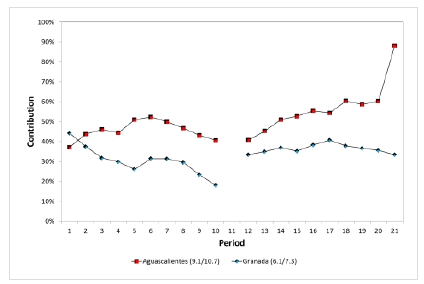 100%
90%
80%
70%
60%
50%
40%
30%
20%
10%
0%
Contribution
1 2 3 4 5 6 7 8 9 10 11 12 13 14 15 16 17 18 19 20 21
Period
Aguascalientes (9.1/10.7) Granada (6.1/7.3)